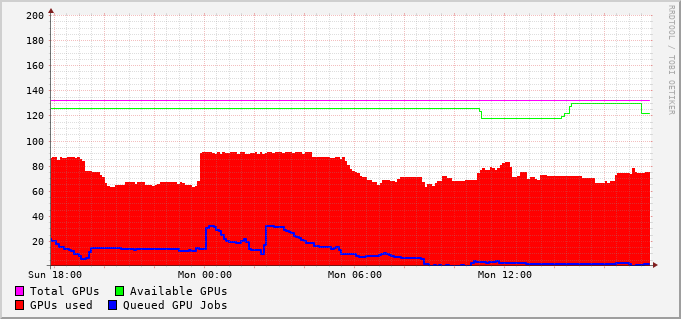 200
180
160
140
120
100
80
60
40
20
Sun 18:00 Mon 00:00 Mon 06:00 Mon 12:00
Total GPUs Available GPUs
GPUs used Queued GPU Jobs
RRDTOOL / TOBI OETIKER